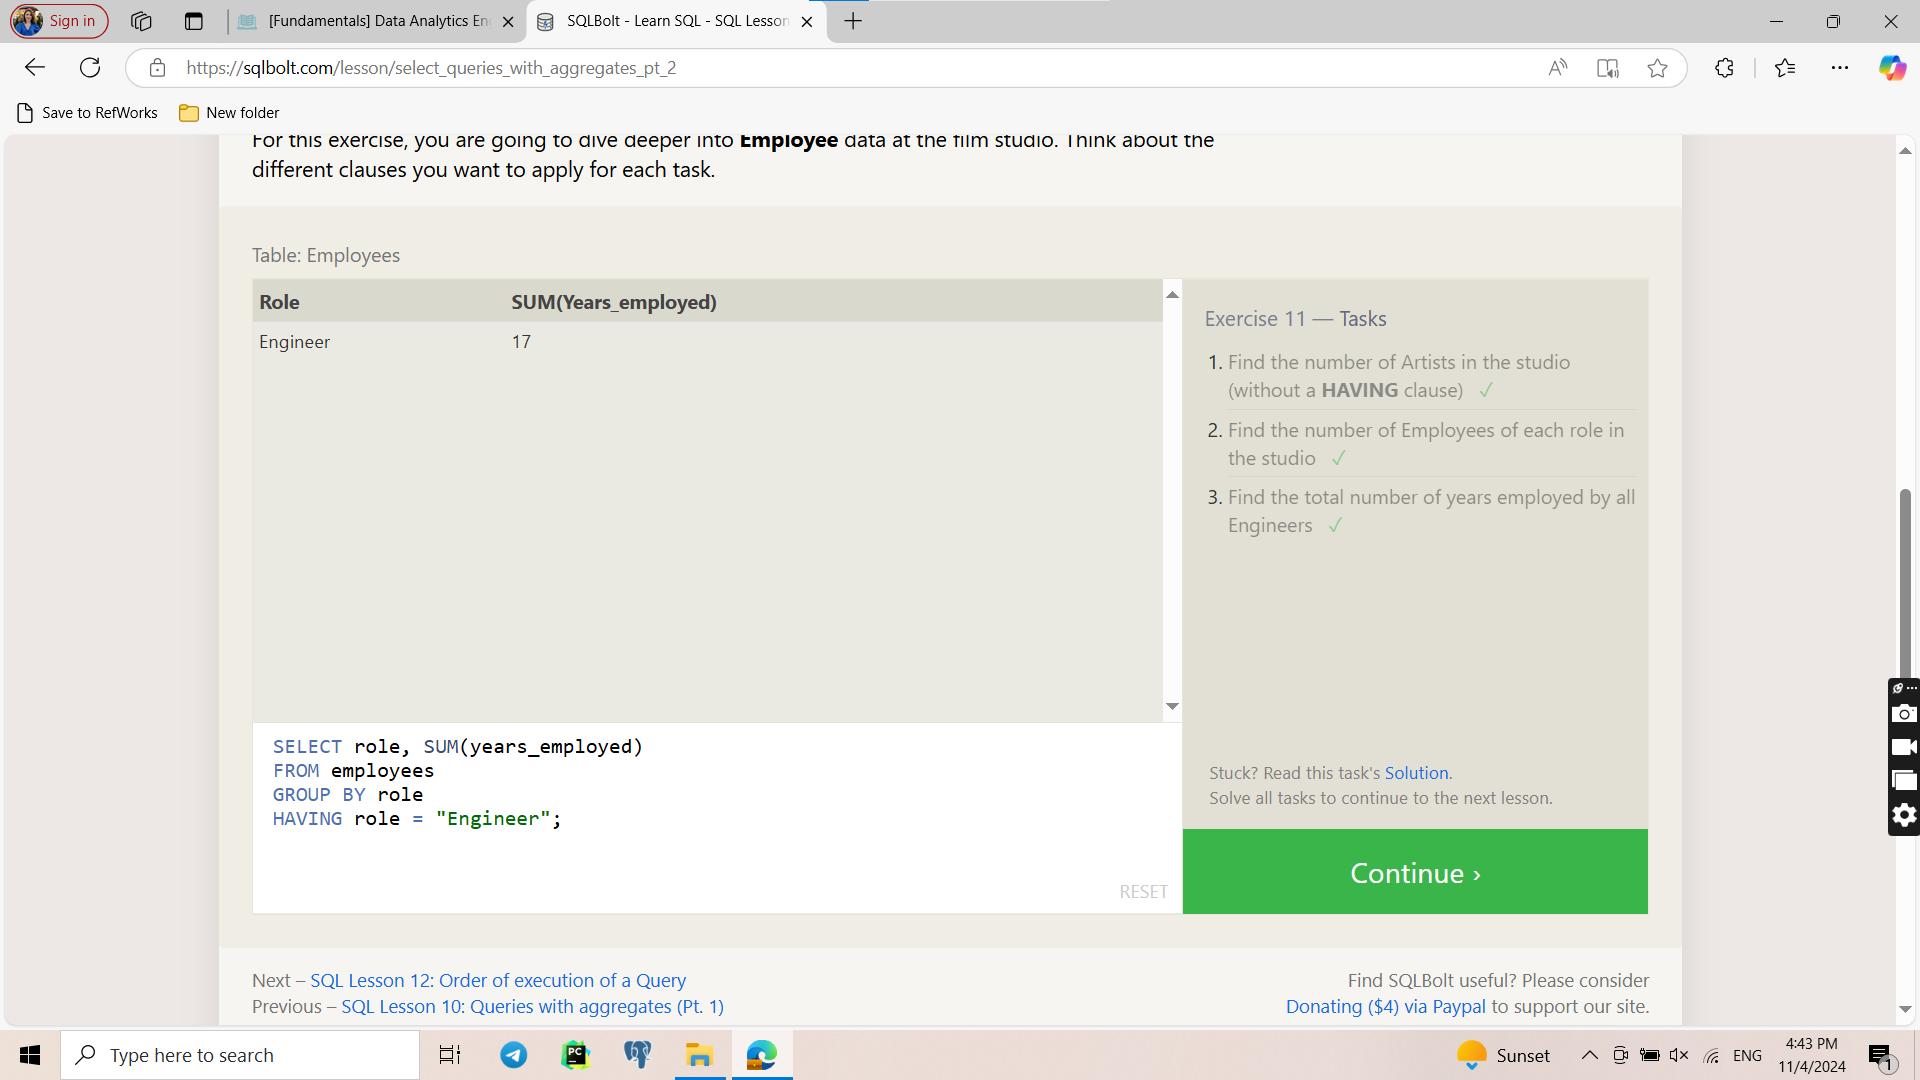 Sign in
[Fundamentals] Data Analytics En
SQLBolt - Learn SQL - SQL Lesson
https://sqlbolt.com/lesson/select_queries_with_aggregates_pt_2
Save to RefWorks
New folder
For this exercise, you are going to dive deeper into Employee data at the film studio. Think about the
different clauses you want to apply for each task.
Table: Employees
Role SUM(Years_employed)
Engineer 17
Exercise 11 — Tasks
1. Find the number of Artists in the studio
(without a HAVING clause) ✓
2. Find the number of Employees of each role in
the studio ✓
3. Find the total number of years employed by all
Engineers ✓
SELECT role, SUM(years_employed)
FROM employees
GROUP BY role
HAVING role = "Engineer";
RESET
Stuck? Read this task's Solution.
Solve all tasks to continue to the next lesson.
Continue ›
Next – SQL Lesson 12: Order of execution of a Query
Previous – SQL Lesson 10: Queries with aggregates (Pt. 1)
Find SQLBolt useful? Please consider
Donating ($4) via Paypal to support our site.
Type here to search
PC
Sunset
ENG
4:43 PM
11/4/2024
1